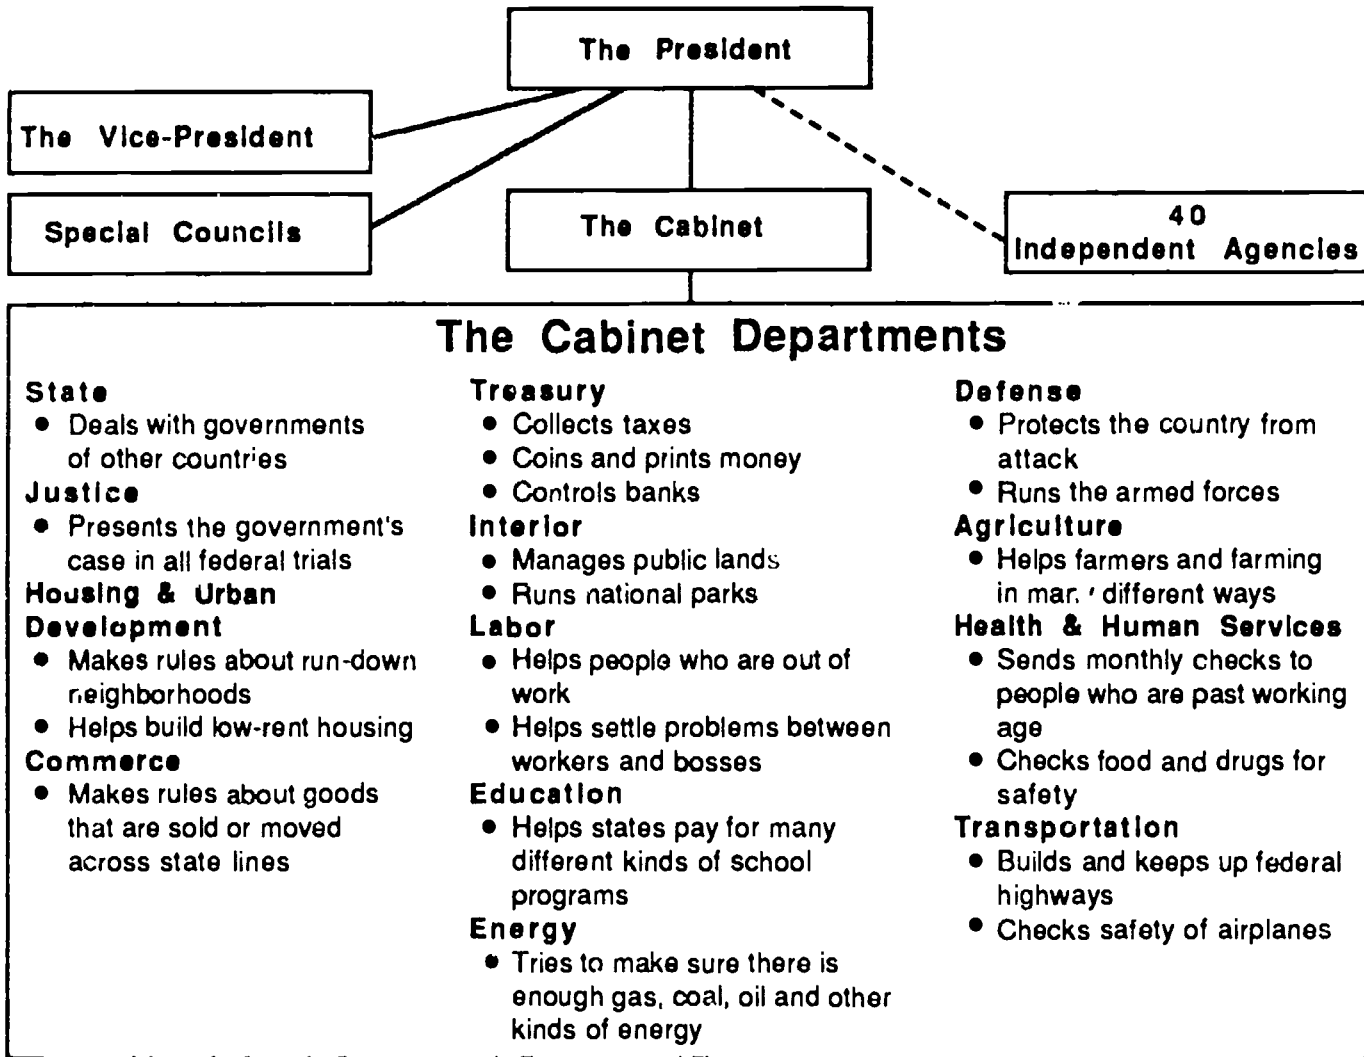 The President
The Vice-President
Special Councils
The Cabinet
40
Independent Agencies
The Cabinet Departments
State
• Deals with governments
of other countries
Justice
• Presents the government's
case in all federal trials
Housing & Urban
Development
• Makes rules about run-down
neighborhoods
• Helps build low-rent housing
Commerce
• Makes rules about goods
that are sold or moved
across state lines
Treasury
• Collects taxes
• Coins and prints money
• Controls banks
Interior
• Manages public lands
• Runs national parks
Labor
• Helps people who are out of
work
• Helps settle problems between
workers and bosses
Education
• Helps states pay for many
different kinds of school
programs
Energy
• Tries to make sure there is
enough gas, coal, oil and other
kinds of energy
Defense
• Protects the country from
attack
• Runs the armed forces
Agriculture
• Helps farmers and farming
in different ways
Health & Human Services
• Sends monthly checks to
people who are past working
age
• Checks food and drugs for
safety
Transportation
• Builds and keeps up federal
highways
• Checks safety of airplanes